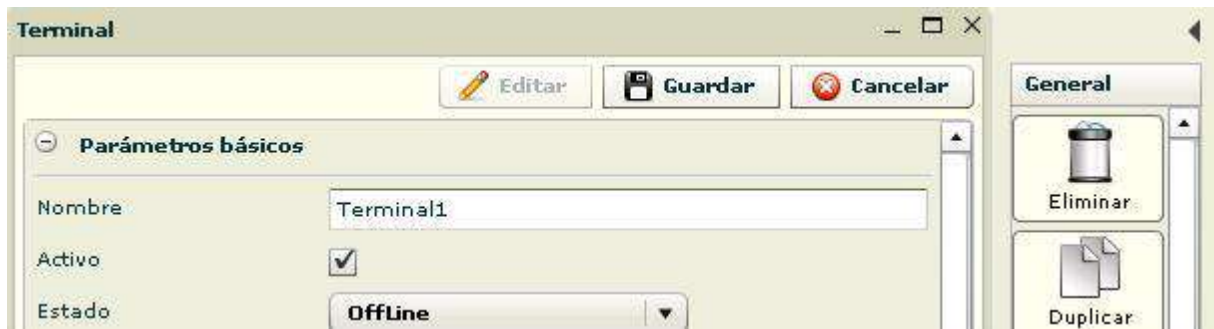 Terminal
Editar Guardar Cancelar
Parámetros básicos
Nombre Terminal1
Activo
Estado OffLine
General
Eliminar
Duplicar